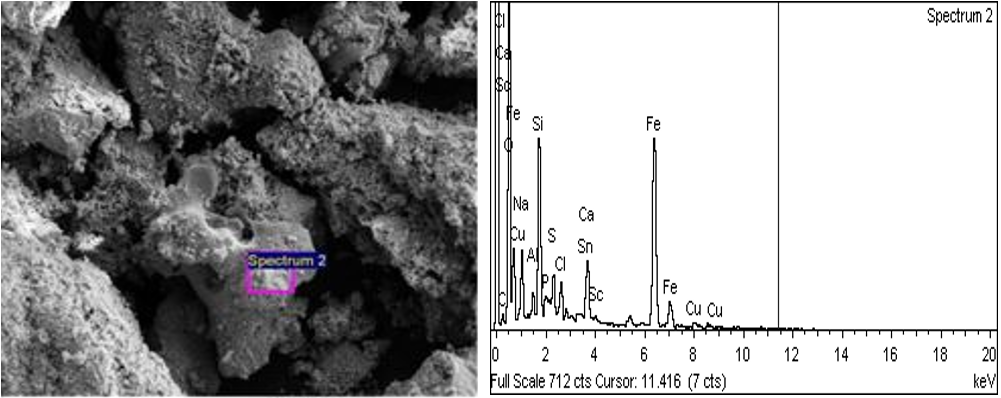 Spectrum 2
Spectrum 2
Cl
Ca
Sc
Fe
O
Si
Fe
Na
Ca
Cu
S
Sn
A
Cl
P
Sc
Fe
C
Cu Cu
0 2 4 6 8 10 12 14 16 18 20
Full Scale 712 cts Cursor: 11.416 (7 cts) keV